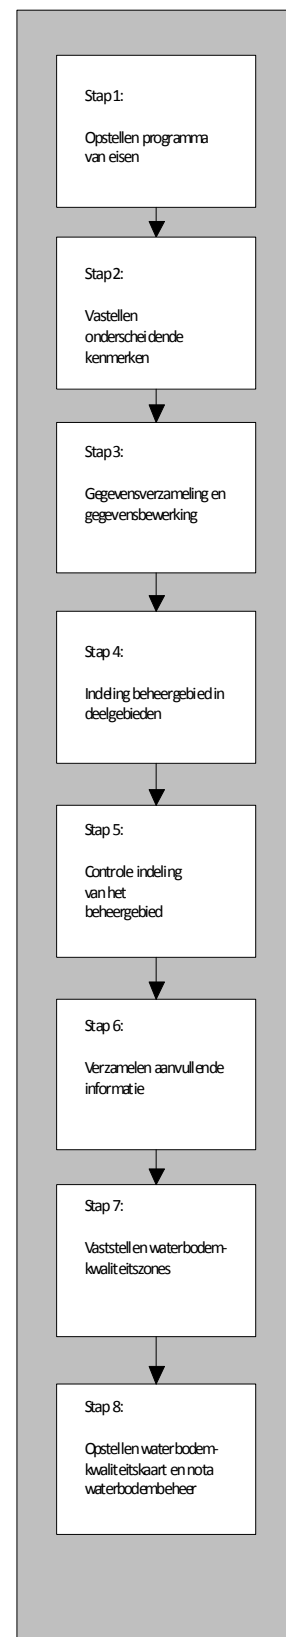 Stap 1:
Opstellen programma
van eisen
Stap 2:
Vastellen
onderscheidende
kenmerken
Stap 3:
Gegevensverzameling en
gegevensbewerking
Stap 4:
Indeling beheergebied in
deelgebieden
Stap 5:
Controle indeling
van het
beheergebied
Stap 6:
Verzamelen aanvullende
informatie
Stap 7:
Vaststellen waterbodem-
kwaliteitszones
Stap 8:
Opstellen waterbodem-
kwaliteitskaart en nota
waterbodembeheer